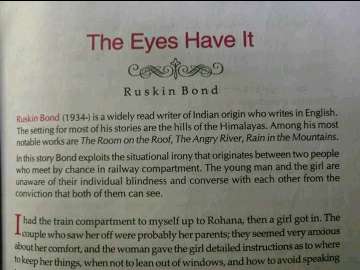 The Eyes Have It
Ruskin Bond
Ruskin Bond (1934-) is a widely read writer of Indian origin who writes in English.
The setting for most of his stories are the hills of the Himalayas. Among his most
notable works are The Room on the Roof, The Angry River, Rain in the Mountains.
In this story Bond exploits the situational irony that originates between two people
who meet by chance in railway compartment. The young man and the girl are
unaware of their individual blindness and converse with each other from the
conviction that both of them can see.
I had the train compartment to myself up to Rohana, then a girl got in. The
couple who saw her off were probably her parents; they seemed very anxious
about her comfort, and the woman gave the girl detailed instructions as to where
to keep her things, when not to lean out of windows, and how to avoid speaking